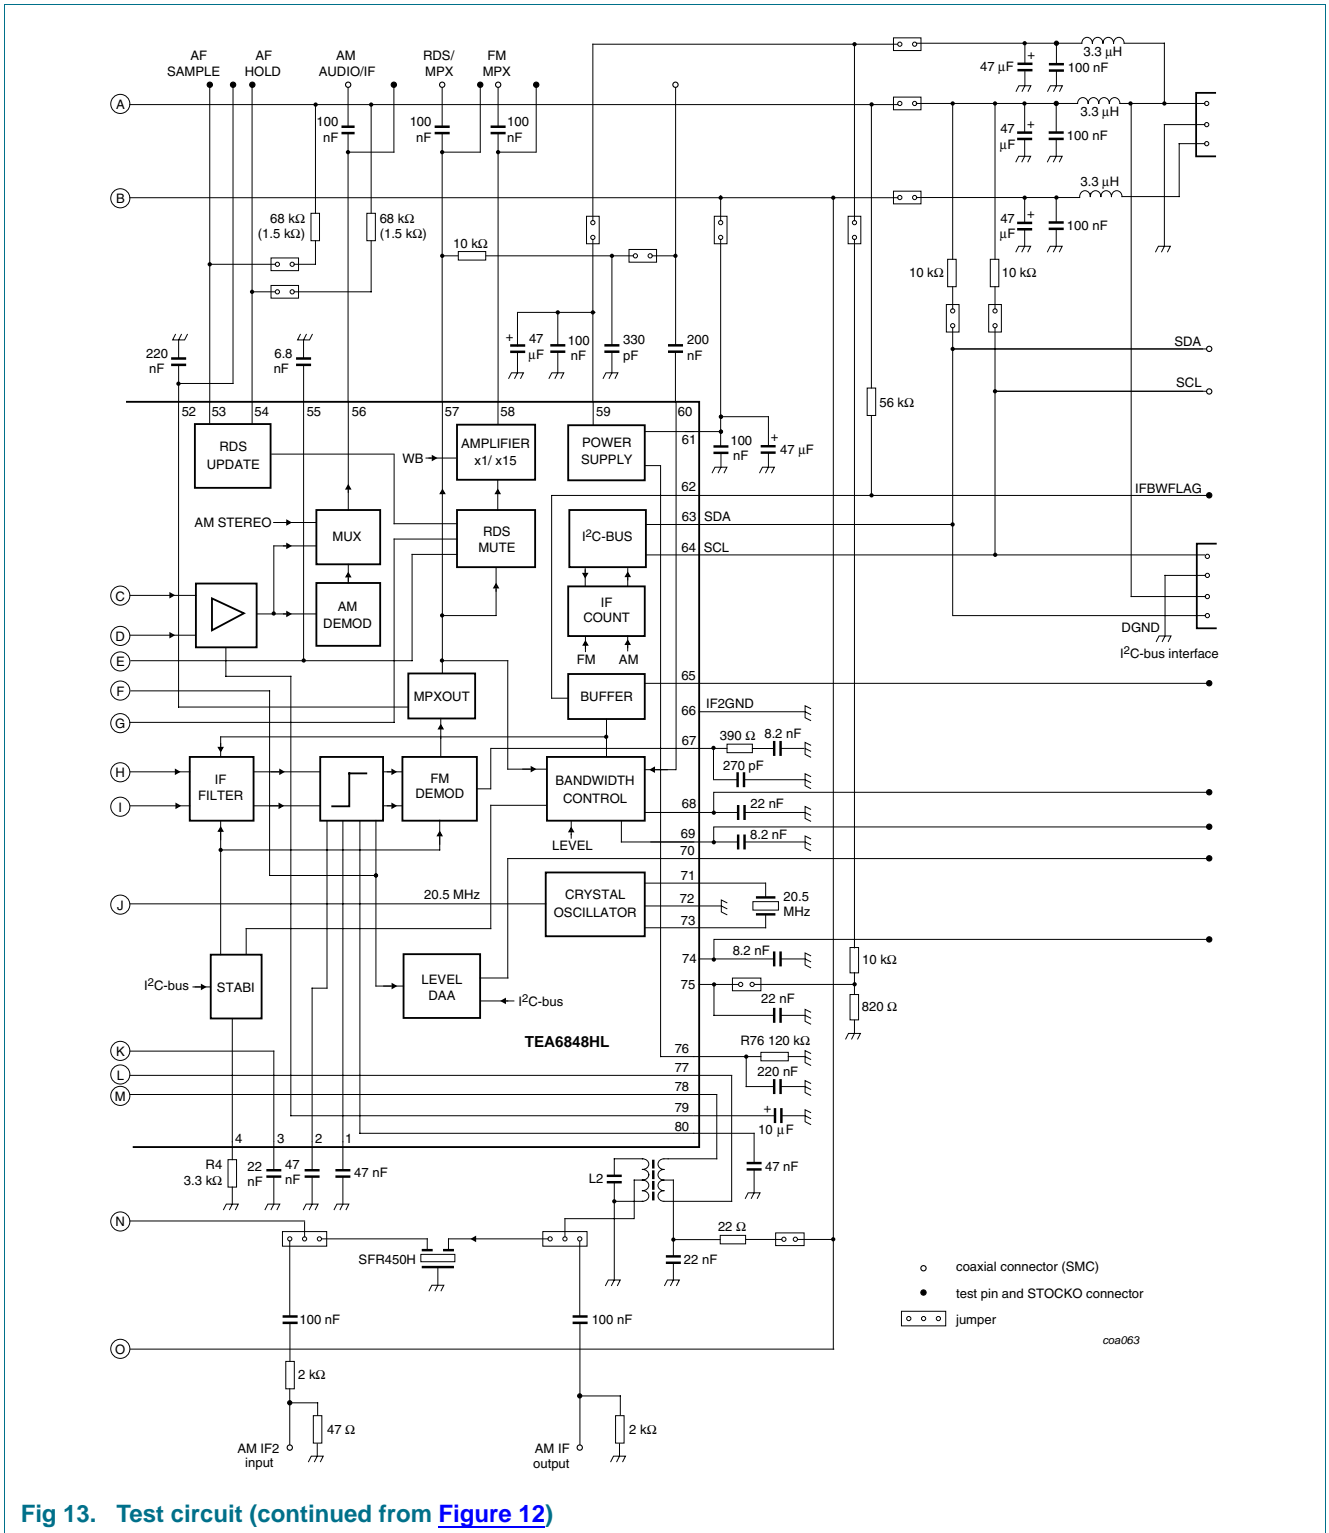 AF SAMPLE
AF HOLD
AM AUDIO/IF
RDS/ MPX
FM MPX
47 μF
100 nF
3.3 μH
A
100 nF
100 nF
100 nF
3.3 μH
47 μF
100 nF
B
3.3 μH
68 kΩ (1.5 kΩ)
68 kΩ (1.5 kΩ)
47 μF
100 nF
10 kΩ
10 kΩ
10 kΩ
220 nF
6.8 nF
+
47 μF
100 nF
330 pF
200 nF
SDA
SCL
52
53
54
55
56
57
58
59
60
56 kΩ
RDS UPDATE
WB
AMPLIFIER x1/ x15
POWER SUPPLY
61
100 nF
+
47 μF
62
IFBWFLAG
AM STEREO
MUX
RDS MUTE
I2C-BUS
63
SDA
64
SCL
C
AM DEMOD
IF COUNT
D
DGND
E
FM
AM
I2C-bus interface
F
MPXOUT
BUFFER
65
G
66
IF2GND
67
390 Ω
8.2 nF
H
IF FILTER
FM DEMOD
BANDWIDTH CONTROL
270 pF
I
68
22 nF
LEVEL
69
8.2 nF
70
J
20.5 MHz
CRYSTAL OSCILLATOR
71
72
73
20.5 MHz
74
8.2 nF
10 kΩ
I2C-bus
STABI
LEVEL DAA
I2C-bus
75
22 nF
820 Ω
TEA6848HL
76
R76 120 kΩ
K
L
77
220 nF
M
78
79
+
10 μF
80
4
3
2
1
R4 3.3 kΩ
22 nF
47 nF
47 nF
L2
47 nF
N
SFR450H
22 Ω
22 nF
coaxial connector (SMC)
test pin and STOCKO connector
jumper
100 nF
100 nF
coa063
O
2 kΩ
47 Ω
2 kΩ
AM IF2 input
AM IF output
Fig 13. Test circuit (continued from Figure 12)